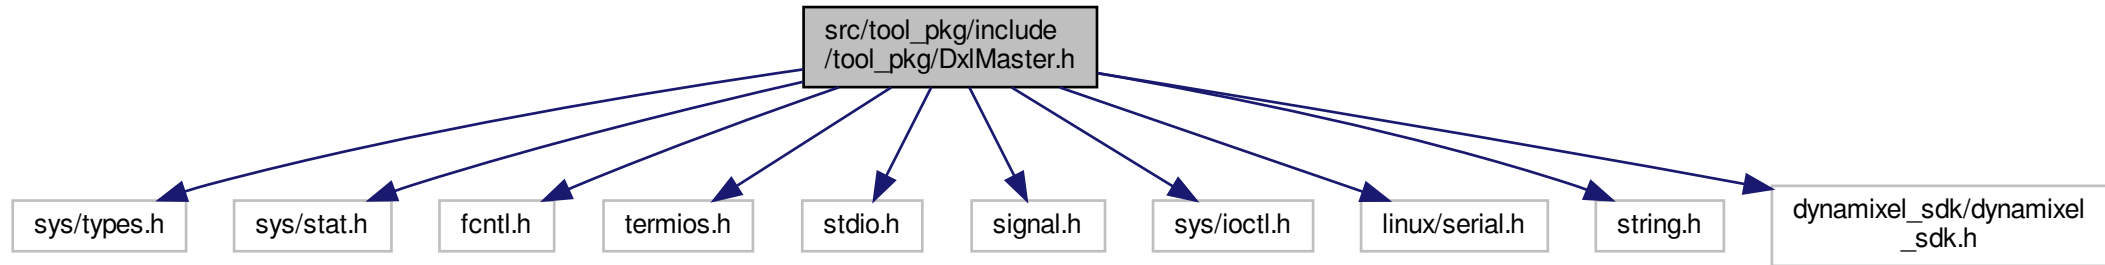 src/tool_pkg/include
/tool_pkg/DxlMaster.h
sys/types.h
sys/stat.h
fcntl.h
termios.h
stdio.h
signal.h
sys/ioctl.h
linux/serial.h
string.h
dynamixel_sdk/dynamixel
_sdk.h